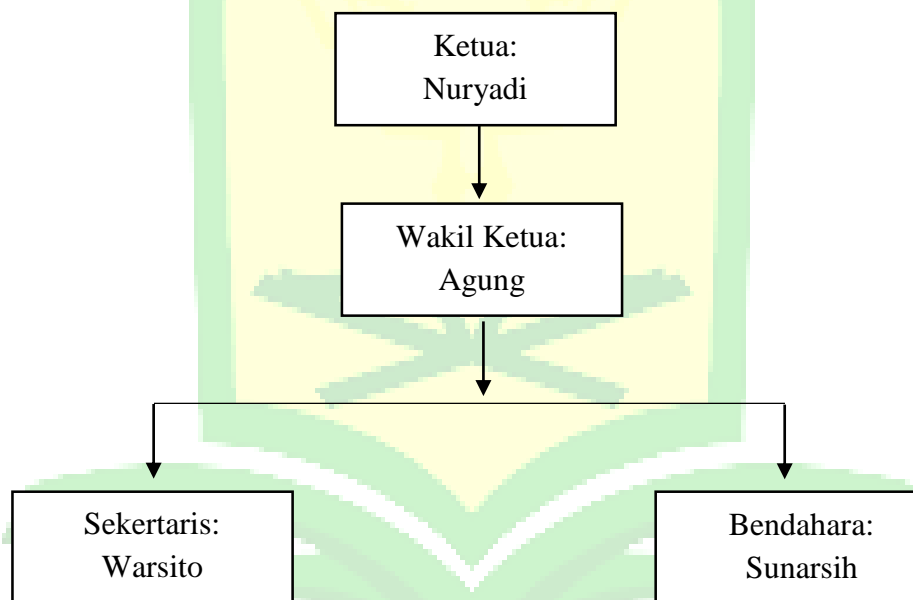 Ketua:
Nuryadi
Wakil Ketua:
Agung
Sekertaris:
Warsito
Bendahara:
Sunarsih